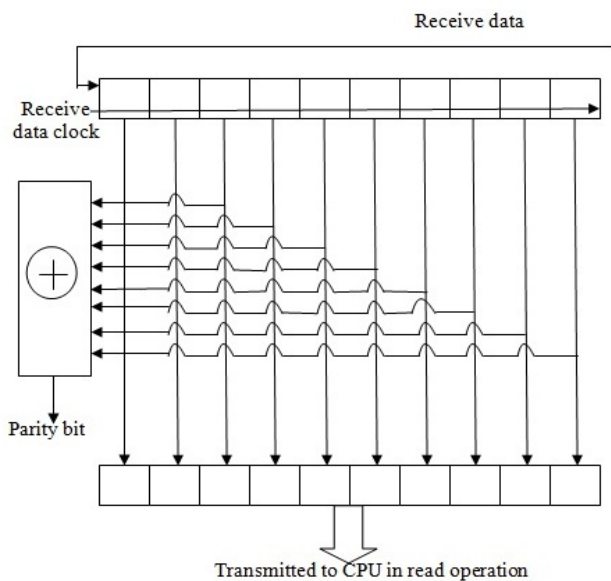 Receive data
Receive
data clock
Parity bit
Transmitted to CPU in read operation